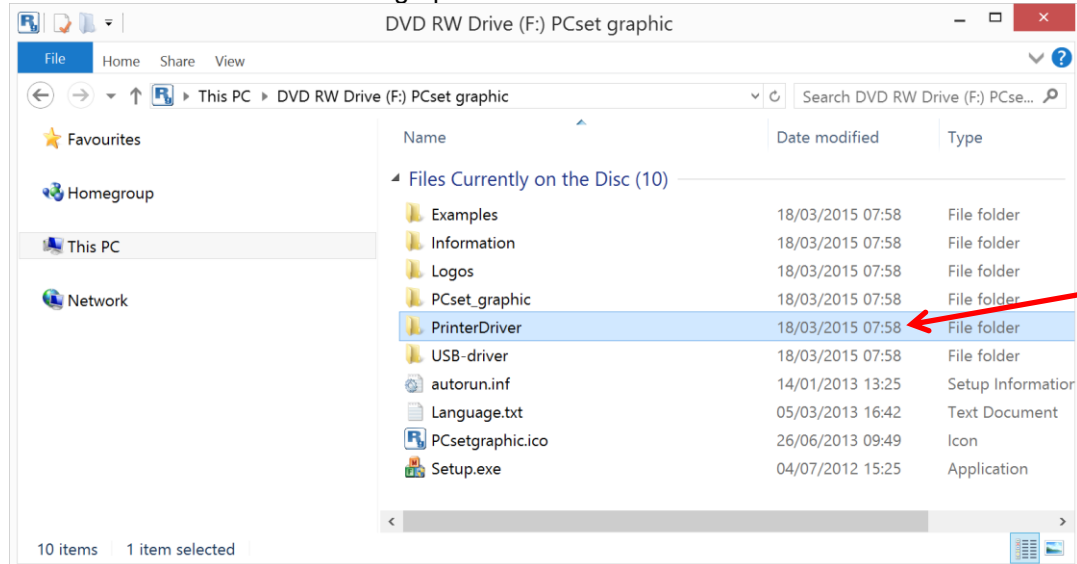 DVD RW Drive (F:) PCset graphic
File Home Share View
This PC DVD RW Drive (F:) PCset graphic Search DVD RW Drive (F:) PCse...
Favourites
Homegroup
This PC
Network
Name Date modified Type
Files Currently on the Disc (10)
Examples 18/03/2015 07:58 File folder
Information 18/03/2015 07:58 File folder
Logos 18/03/2015 07:58 File folder
PCset_graphic 18/03/2015 07:58 File folder
PrinterDriver 18/03/2015 07:58 File folder
USB-driver 18/03/2015 07:58 File folder
autorun.inf 14/01/2013 13:25 Setup Information
Language.txt 05/03/2013 16:42 Text Document
PCsetgraphic.ico 26/06/2013 09:49 Icon
Setup.exe 04/07/2012 15:25 Application
10 items 1 item selected